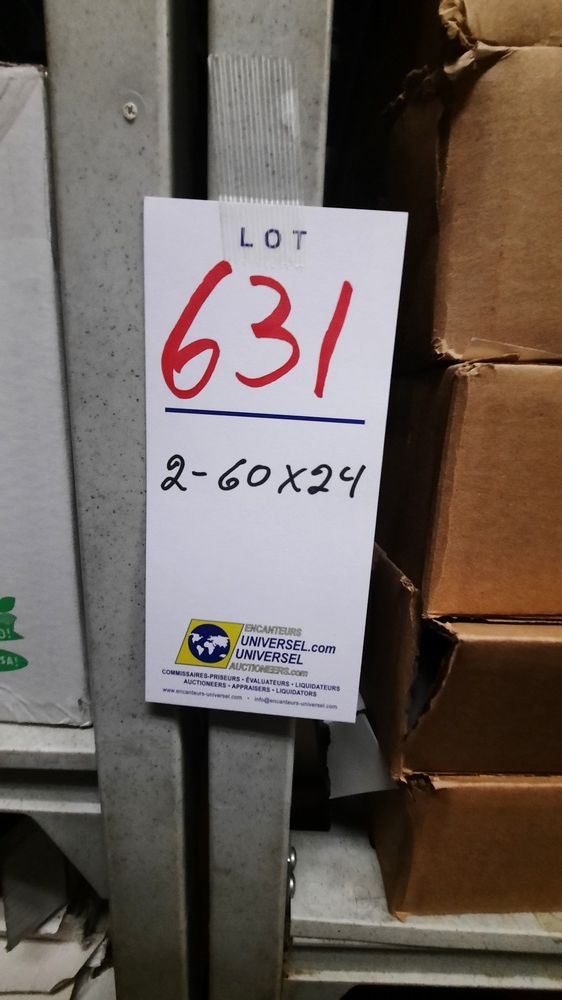 LOT
631
2-60x24
ENCANTEURS
UNIVERSEL.com
UNIVERSEL
AUCTIONEERS.com
COMMISSAIRES-PRISEURS • ÉVALUATEURS • LIQUIDATEURS
AUCTIONEERS • APPRAISERS • LIQUIDATORS
www.encanteurs-universel.com • info@encanteurs-universel.com